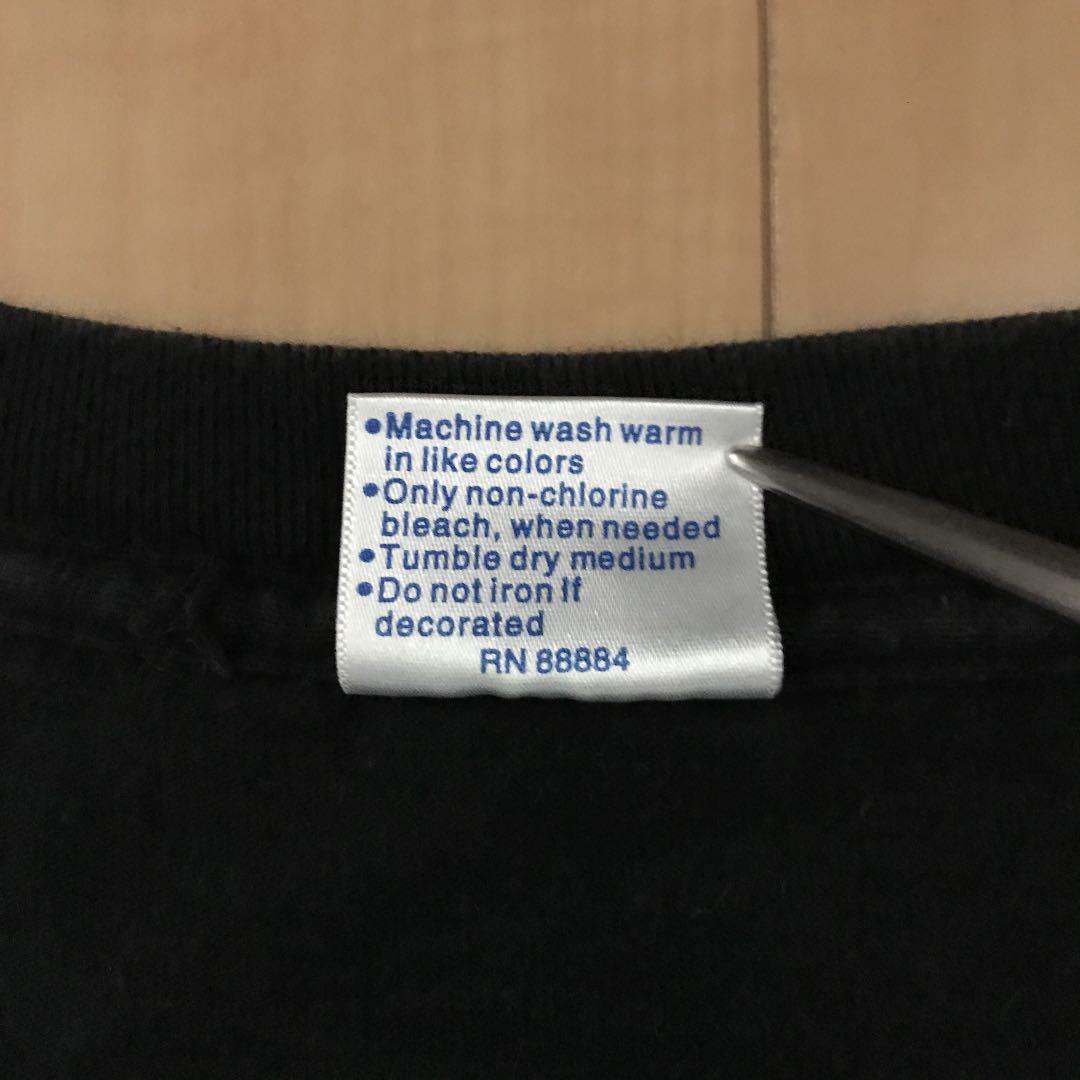 •Machine wash warm
in like colors
•Only non-chlorine
bleach, when needed
•Tumble dry medium
•Do not iron if
decorated
RN 88884